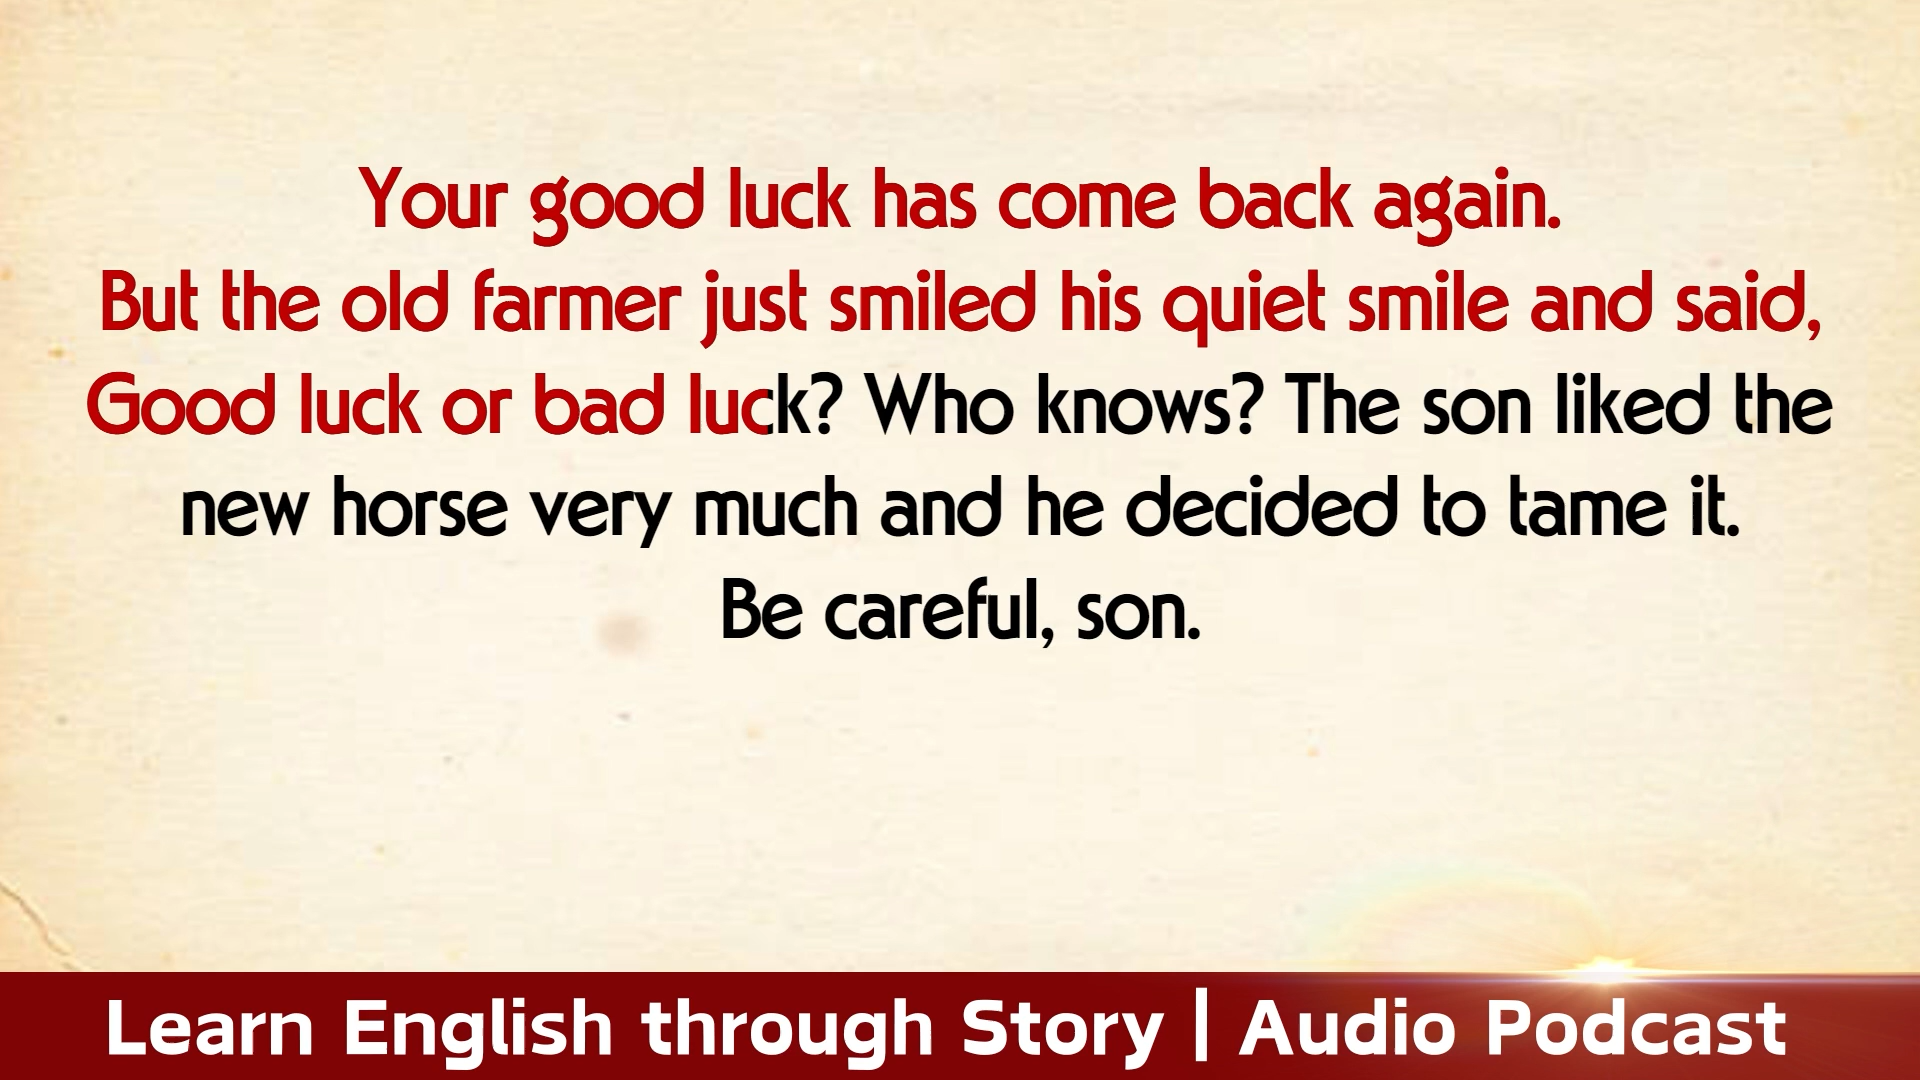 Your good luck has come back again.
But the old farmer just smiled his quiet smile and said,
Good luck or bad luck? Who knows? The son liked the
new horse very much and he decided to tame it.
Be careful, son.
Learn English through Story | Audio Podcast